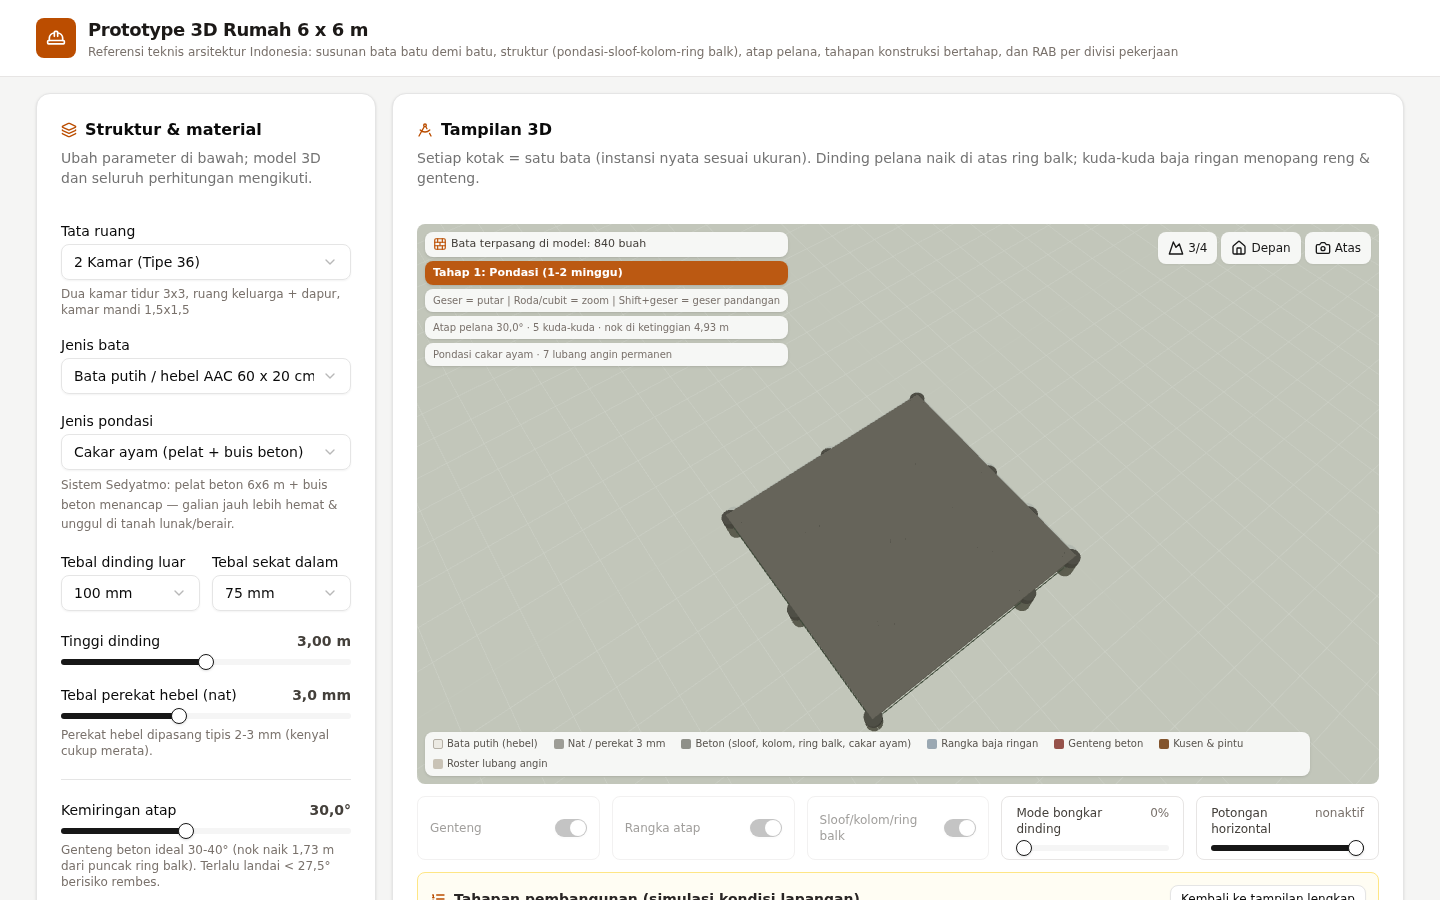 Prototype 3D Rumah 6 x 6 m
Referensi teknis arsitektur Indonesia: susunan bata batu demi batu, struktur (pondasi-sloof-kolom-ring balk), atap pelana, tahapan konstruksi bertahap, dan RAB per divisi pekerjaan
Struktur & material
Ubah parameter di bawah; model 3D
dan seluruh perhitungan mengikuti.
Tata ruang
2 Kamar (Tipe 36)
Dua kamar tidur 3x3, ruang keluarga + dapur,
kamar mandi 1,5x1,5
Jenis bata
Bata putih / hebel AAC 60 x 20 cm
Jenis pondasi
Cakar ayam (pelat + buis beton)
Sistem Sedyatmo: pelat beton 6x6 m + buis
beton menancap — galian jauh lebih hemat &
unggul di tanah lunak/berair.
Tebal dinding luar
Tebal sekat dalam
100 mm
75 mm
Tinggi dinding
3,00 m
Tebal perekat hebel (nat)
3,0 mm
Perekat hebel dipasang tipis 2-3 mm (kenyal
cukup merata).
Kemiringan atap
30,0°
Genteng beton ideal 30-40° (nok naik 1,73 m
dari puncak ring balk). Terlalu landai < 27,5°
berisiko rembes.
Tampilan 3D
Setiap kotak = satu bata (instansi nyata sesuai ukuran). Dinding pelana naik di atas ring balk; kuda-kuda baja ringan menopang reng &
genteng.
Bata terpasang di model: 840 buah
Tahap 1: Pondasi (1-2 minggu)
Geser = putar | Roda/cubit = zoom | Shift+geser = geser pandangan
Atap pelana 30,0° · 5 kuda-kuda · nok di ketinggian 4,93 m
Pondasi cakar ayam · 7 lubang angin permanen
3/4
Depan
Atas
Bata putih (hebel)
Nat / perekat 3 mm
Beton (sloof, kolom, ring balk, cakar ayam)
Rangka baja ringan
Genteng beton
Kusen & pintu
Roster lubang angin
Genteng
Rangka atap
Sloof/kolom/ring
balk
Mode bongkar
dinding
0%
Potongan
horizontal
nonaktif
Tahapan pembangunan (simulasi kondisi lapangan)
Kembali ke tampilan lengkap